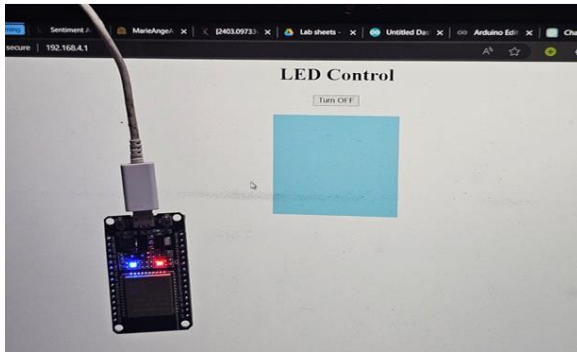 Sentiment A
MarieAngeA
[2403.0973
Lab sheets -
Untitled Da
Arduino Edi
Cha
secure | 192.168.4.1
LED Control
Turn OFF